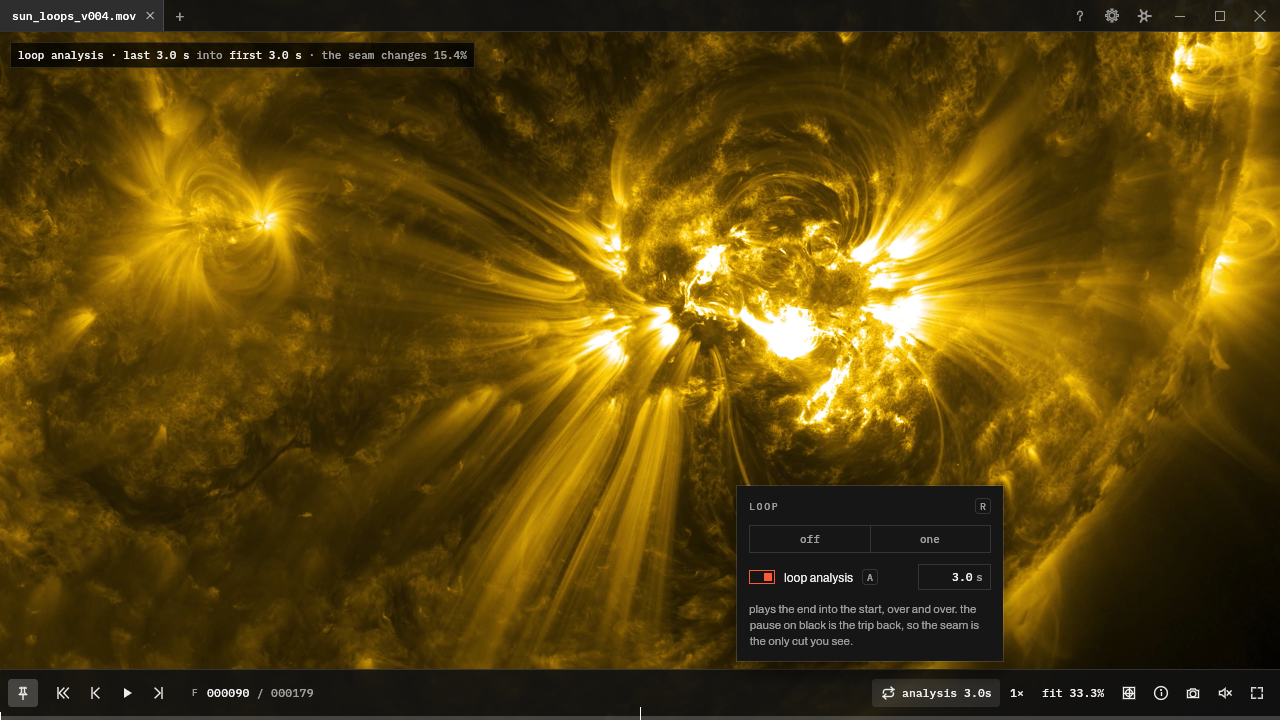 sun_loops_v004.mov
loop analysis · last 3.0 s into first 3.0 s · the seam changes 15.4%
LOOP R
off one
loop analysis A 3.0 s
plays the end into the start, over and over. the
pause on black is the trip back, so the seam is
the only cut you see.
F 000090 / 000179
analysis 3.0s 1× fit 33.3%